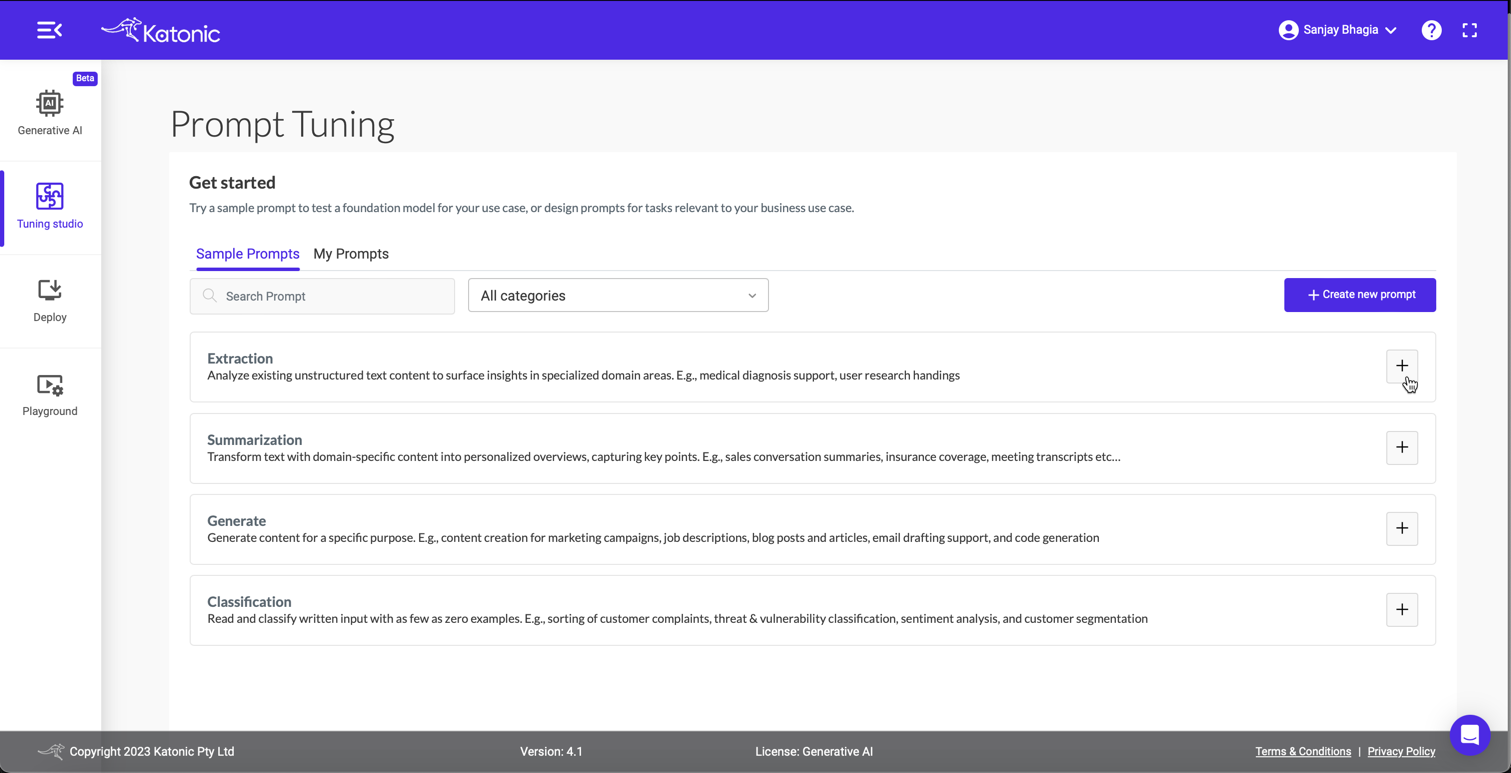 Katonic
Sanjay Bhagia
?
Beta
AI
Generative AI
Tuning studio
Deploy
Playground
Prompt Tuning
Get started
Try a sample prompt to test a foundation model for your use case, or design prompts for tasks relevant to your business use case.
Sample Prompts My Prompts
Search Prompt
All categories
+ Create new prompt
Extraction
Analyze existing unstructured text content to surface insights in specialized domain areas. E.g., medical diagnosis support, user research handings
+
Summarization
Transform text with domain-specific content into personalized overviews, capturing key points. E.g., sales conversation summaries, insurance coverage, meeting transcripts etc...
+
Generate
Generate content for a specific purpose. E.g., content creation for marketing campaigns, job descriptions, blog posts and articles, email drafting support, and code generation
+
Classification
Read and classify written input with as few as zero examples. E.g., sorting of customer complaints, threat & vulnerability classification, sentiment analysis, and customer segmentation
+
Copyright 2023 Katonic Pty Ltd
Version: 4.1
License: Generative AI
Terms & Conditions | Privacy Policy